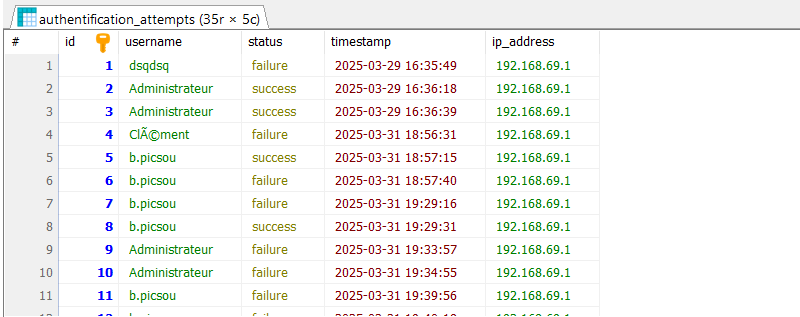 authentification_attempts (35r × 5c)
# id username status timestamp ip_address
1 1 dsqdsq failure 2025-03-29 16:35:49 192.168.69.1
2 2 Administrateur success 2025-03-29 16:36:18 192.168.69.1
3 3 Administrateur success 2025-03-29 16:36:39 192.168.69.1
4 4 Clément failure 2025-03-31 18:56:31 192.168.69.1
5 5 b.picsou success 2025-03-31 18:57:15 192.168.69.1
6 6 b.picsou failure 2025-03-31 18:57:40 192.168.69.1
7 7 b.picsou failure 2025-03-31 19:29:16 192.168.69.1
8 8 b.picsou success 2025-03-31 19:29:31 192.168.69.1
9 9 Administrateur failure 2025-03-31 19:33:57 192.168.69.1
10 10 Administrateur failure 2025-03-31 19:34:55 192.168.69.1
11 11 b.picsou failure 2025-03-31 19:39:56 192.168.69.1